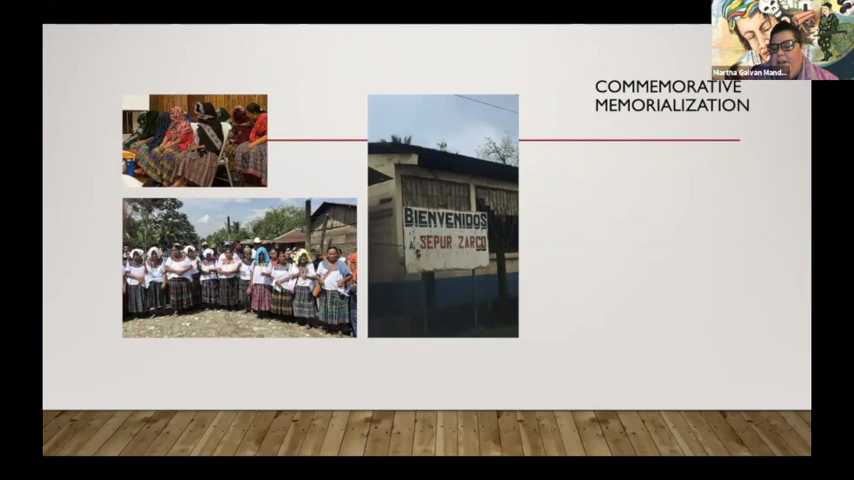 Martha Galvan Mand...
COMMEMORATIVE
MEMORIALIZATION
BIENVENIDOS
A SEPUR ZARCO